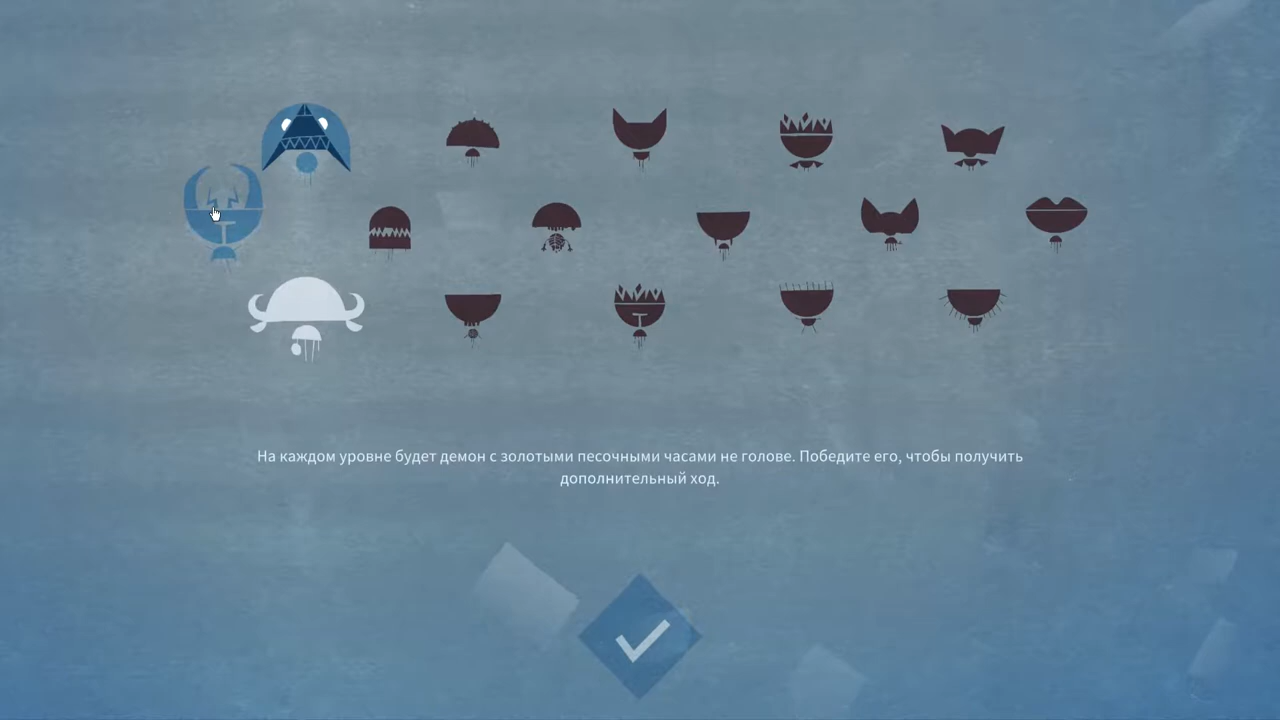 На каждом уровне будет демон с золотыми песочными часами не голове. Победите его, чтобы получить
дополнительный ход.